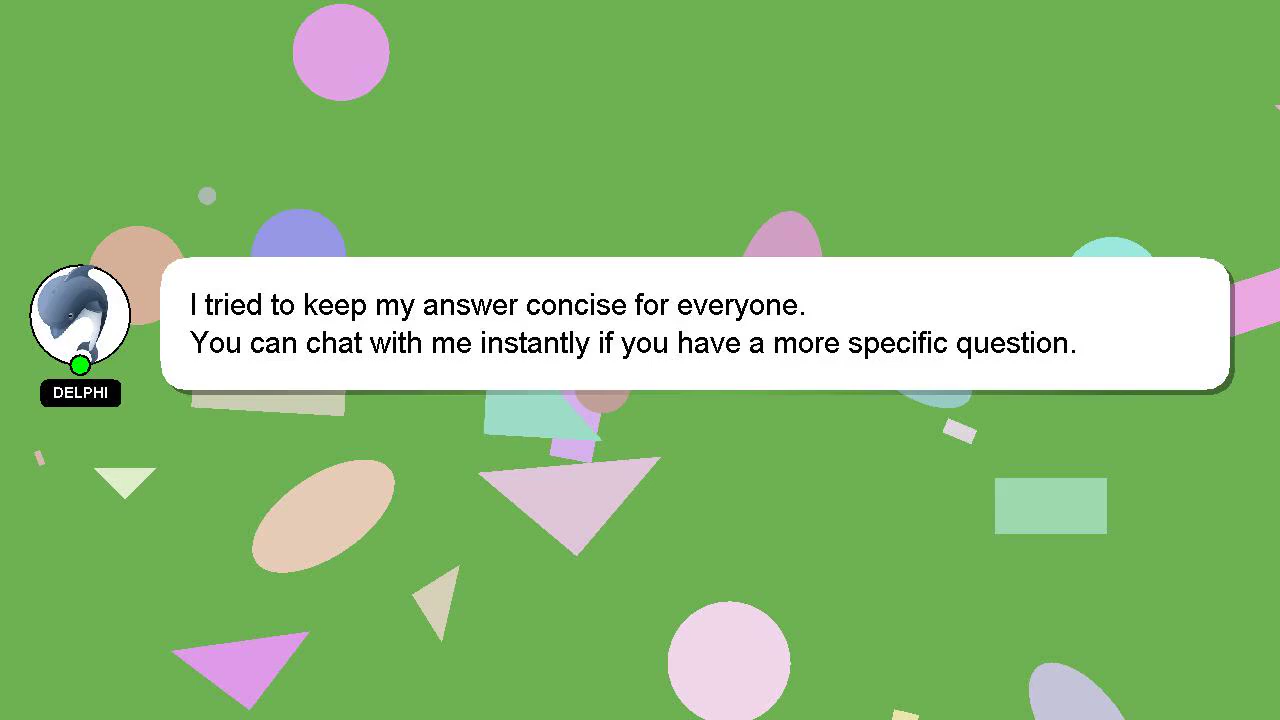 I tried to keep my answer concise for everyone.
You can chat with me instantly if you have a more specific question.
DELPHI